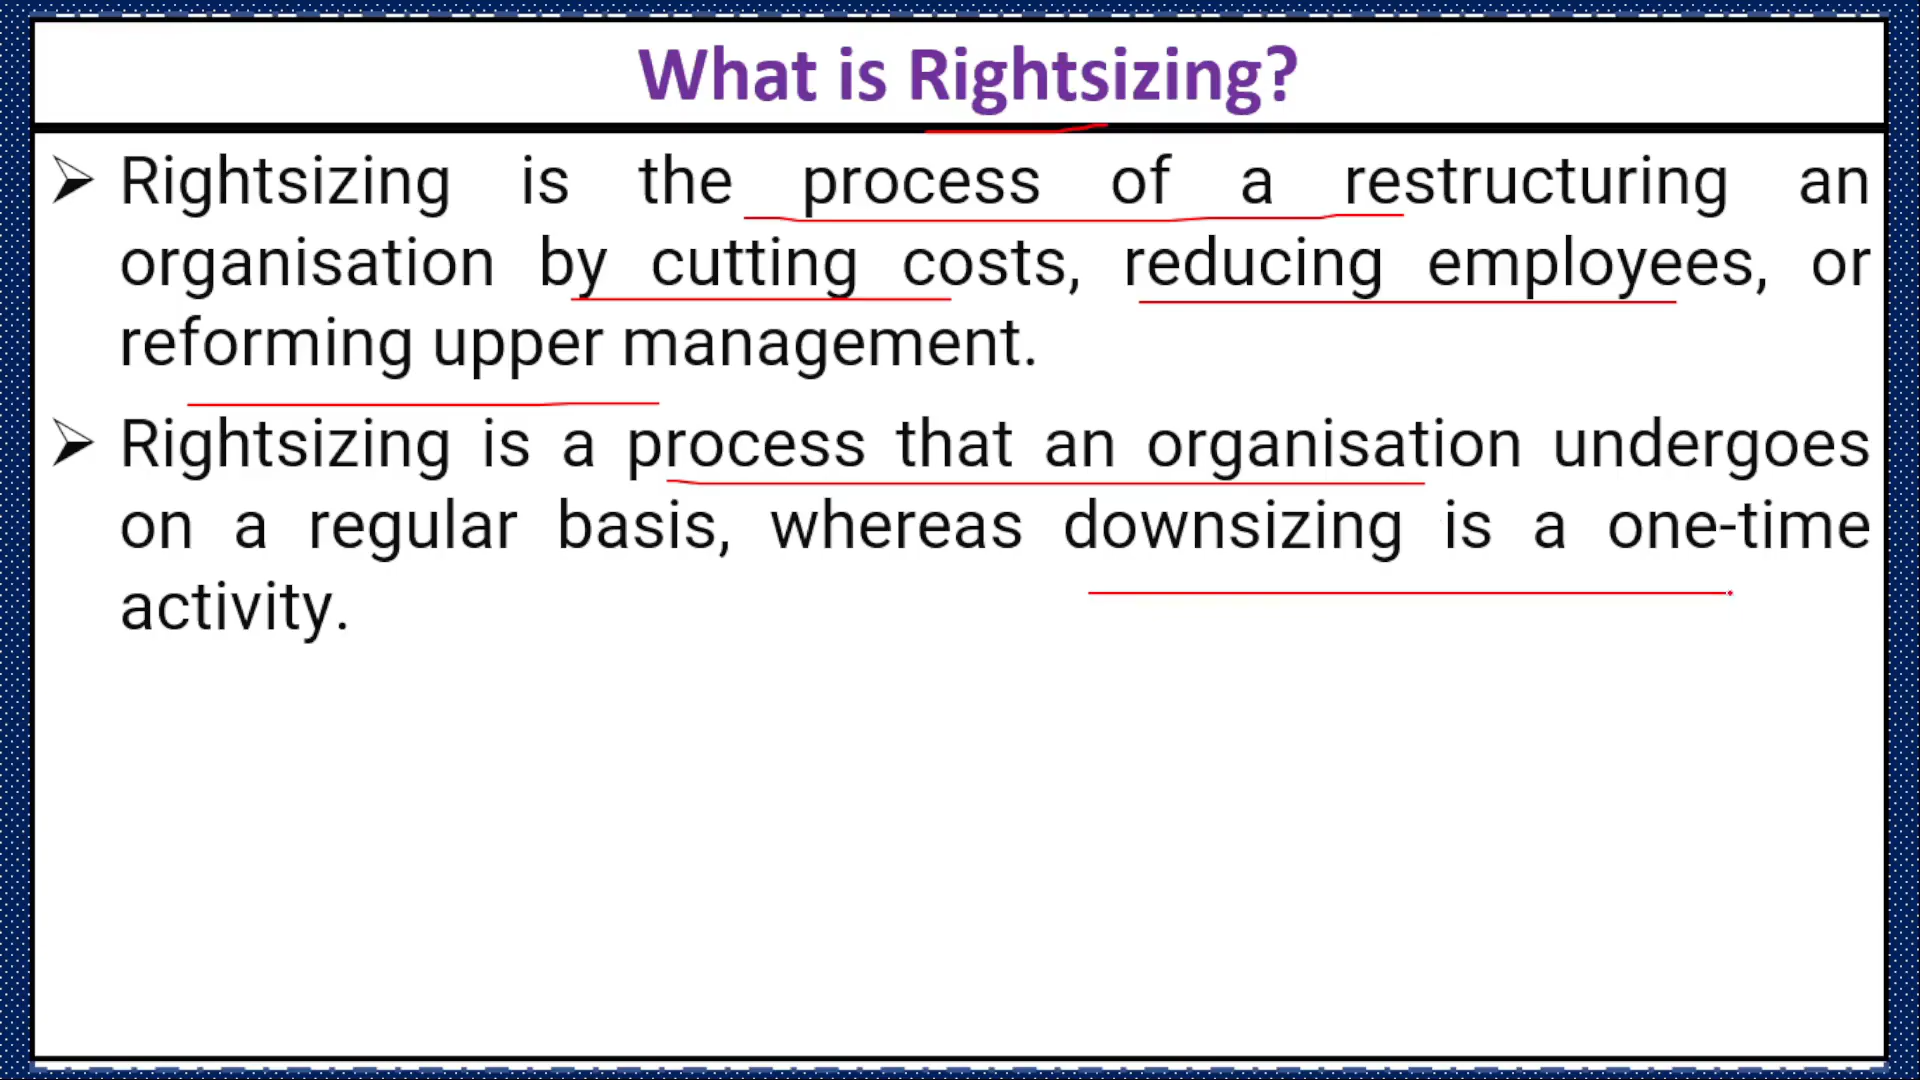 What is Rightsizing?
➢ Rightsizing is the process of a restructuring an
organisation by cutting costs, reducing employees, or
reforming upper management.
➢ Rightsizing is a process that an organisation undergoes
on a regular basis, whereas downsizing is a one-time
activity.